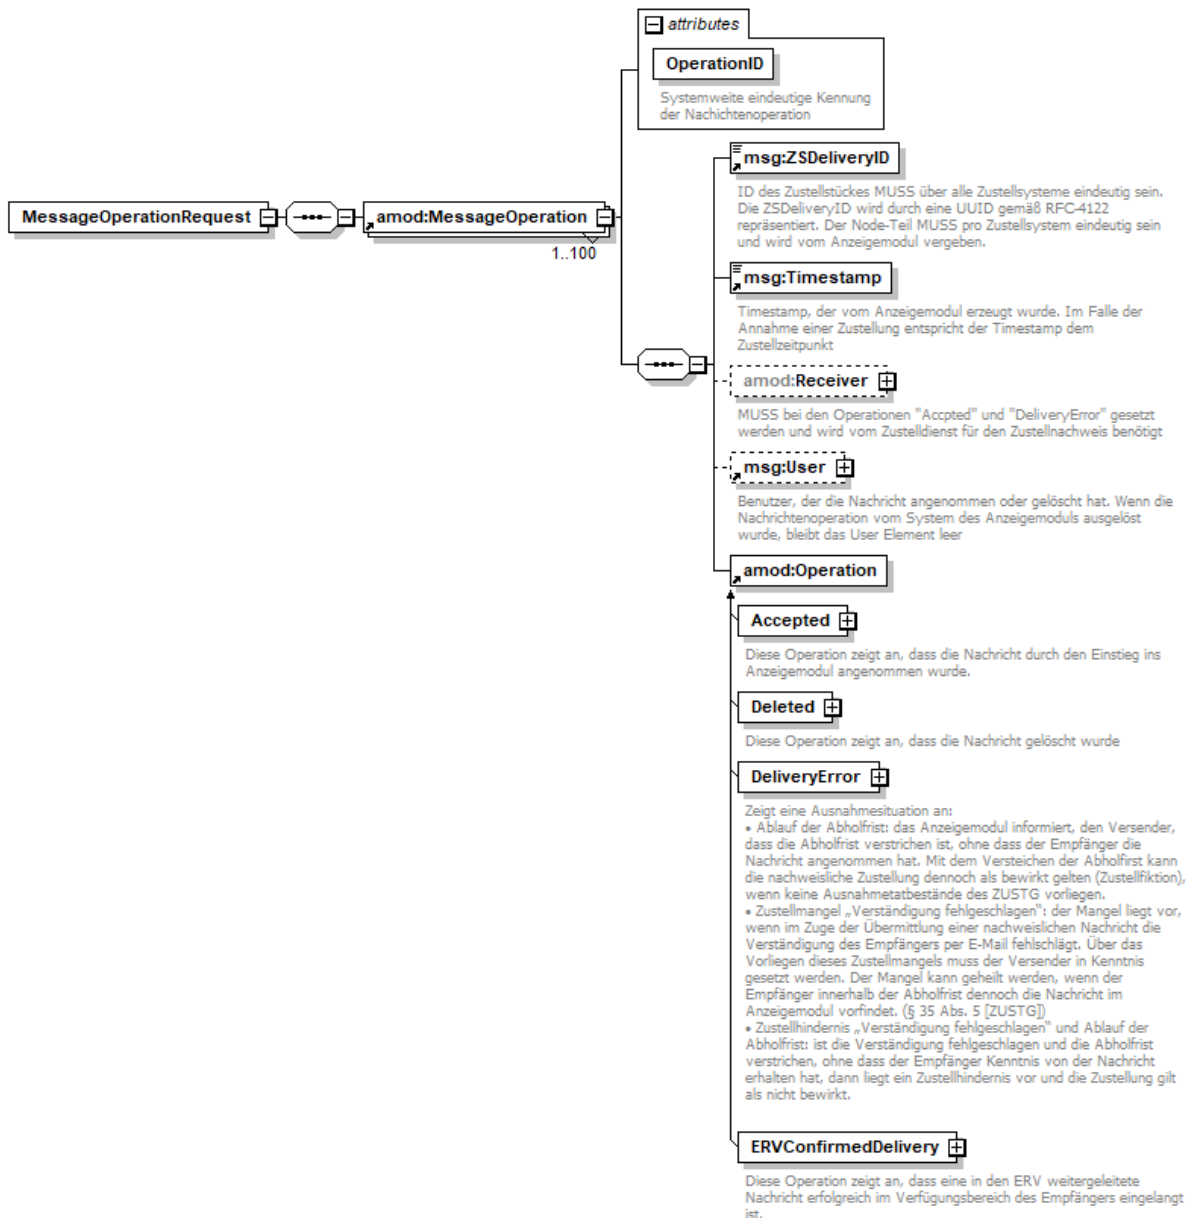 attributes
OperationID
Systemweite eindeutige Kennung
der Nachichtenoperation
msg:ZSDeliveryID
ID des Zustellstückes MUSS über alle Zustellsysteme eindeutig sein.
Die ZSDeliveryID wird durch eine UUID gemäß RFC-4122
repräsentiert. Der Node-Teil MUSS pro Zustellsystem eindeutig sein
und wird vom Anzeigemodul vergeben.
MessageOperationRequest
amod:MessageOperation
1..100
msg:Timestamp
Timestamp, der vom Anzeigemodul erzeugt wurde. Im Falle der
Annahme einer Zustellung entspricht der Timestamp dem
Zustellzeitpunkt
amod:Receiver
MUSS bei den Operationen "Accpted" und "DeliveryError" gesetzt
werden und wird vom Zustelldienst für den Zustellnachweis benötigt
msg:User
Benutzer, der die Nachricht angenommen oder gelöscht hat. Wenn die
Nachrichtenoperation vom System des Anzeigemoduls ausgelöst
wurde, bleibt das User Element leer
amod:Operation
Accepted
Diese Operation zeigt an, dass die Nachricht durch den Einstieg ins
Anzeigemodul angenommen wurde.
Deleted
Diese Operation zeigt an, dass die Nachricht gelöscht wurde
DeliveryError
Zeigt eine Ausnahmesituation an:
• Ablauf der Abholfrist: das Anzeigemodul informiert, den Versender,
dass die Abholfrist verstrichen ist, ohne dass der Empfänger die
Nachricht angenommen hat. Mit dem Versteichen der Abholfirst kann
die nachweisliche Zustellung dennoch als bewirkt gelten (Zustellfiktion),
wenn keine Ausnahmetatbestände des ZUSTG vorliegen.
• Zustellmangel „Verständigung fehlgeschlagen“: der Mangel liegt vor,
wenn im Zuge der Übermittlung einer nachweislichen Nachricht die
Verständigung des Empfängers per E-Mail fehlschlägt. Über das
Vorliegen dieses Zustellmangels muss der Versender in Kenntnis
gesetzt werden. Der Mangel kann geheilt werden, wenn der
Empfänger innerhalb der Abholfrist dennoch die Nachricht im
Anzeigemodul vorfindet. (§ 35 Abs. 5 [ZUSTG])
• Zustellhindernis „Verständigung fehlgeschlagen“ und Ablauf der
Abholfrist: ist die Verständigung fehlgeschlagen und die Abholfrist
verstrichen, ohne dass der Empfänger Kenntnis von der Nachricht
erhalten hat, dann liegt ein Zustellhindernis vor und die Zustellung gilt
als nicht bewirkt.
ERVConfirmedDelivery
Diese Operation zeigt an, dass eine in den ERV weitergeleitete
Nachricht erfolgreich im Verfügungsbereich des Empfängers eingelangt
ist.